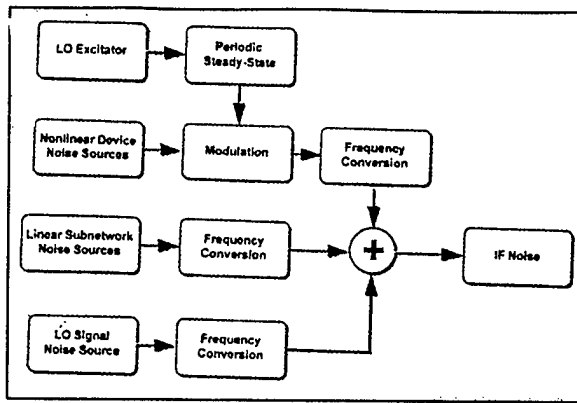 LO Excitator
Periodic
Steady-State
Nonlinear Device
Noise Sources
Modulation
Frequency
Conversion
Linear Subnetwork
Noise Sources
Frequency
Conversion
+
IF Noise
LO Signal
Noise Source
Frequency
Conversion